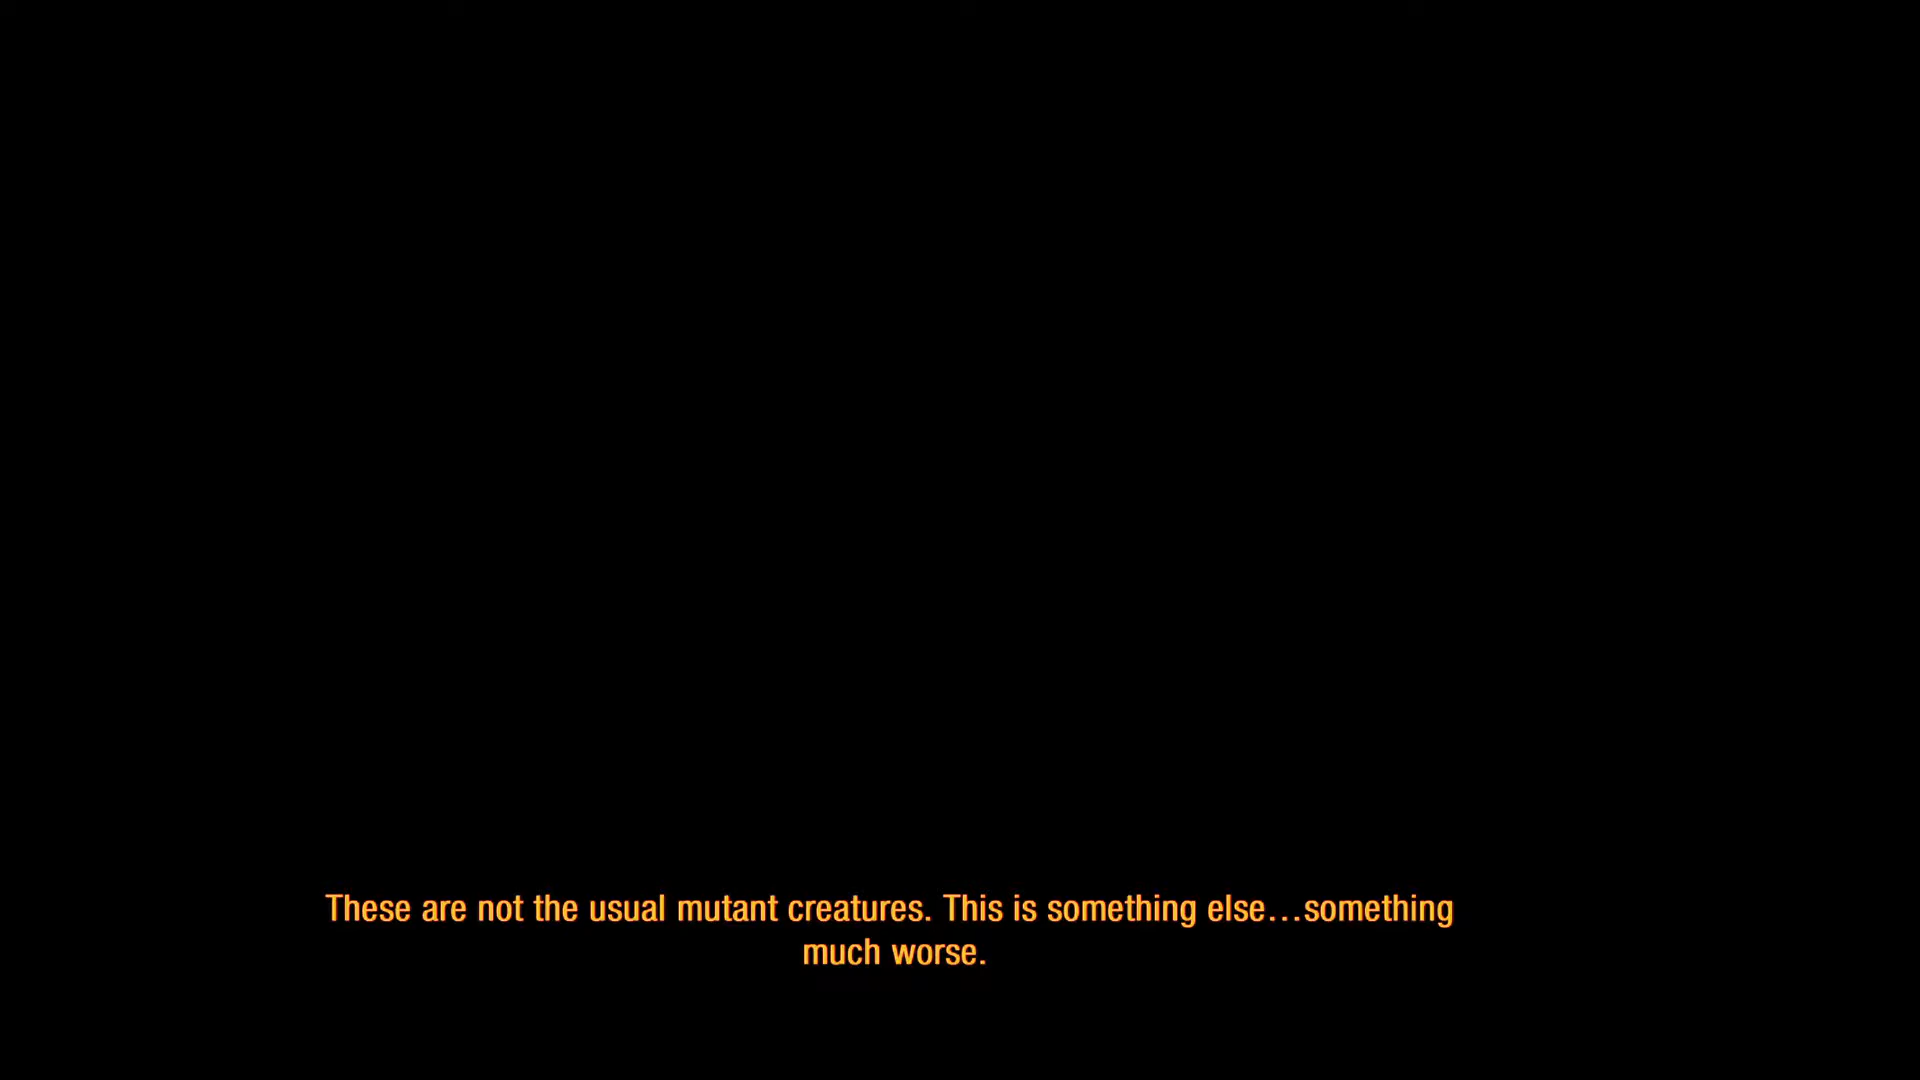 These are not the usual mutant creatures. This is something else…something
much worse.